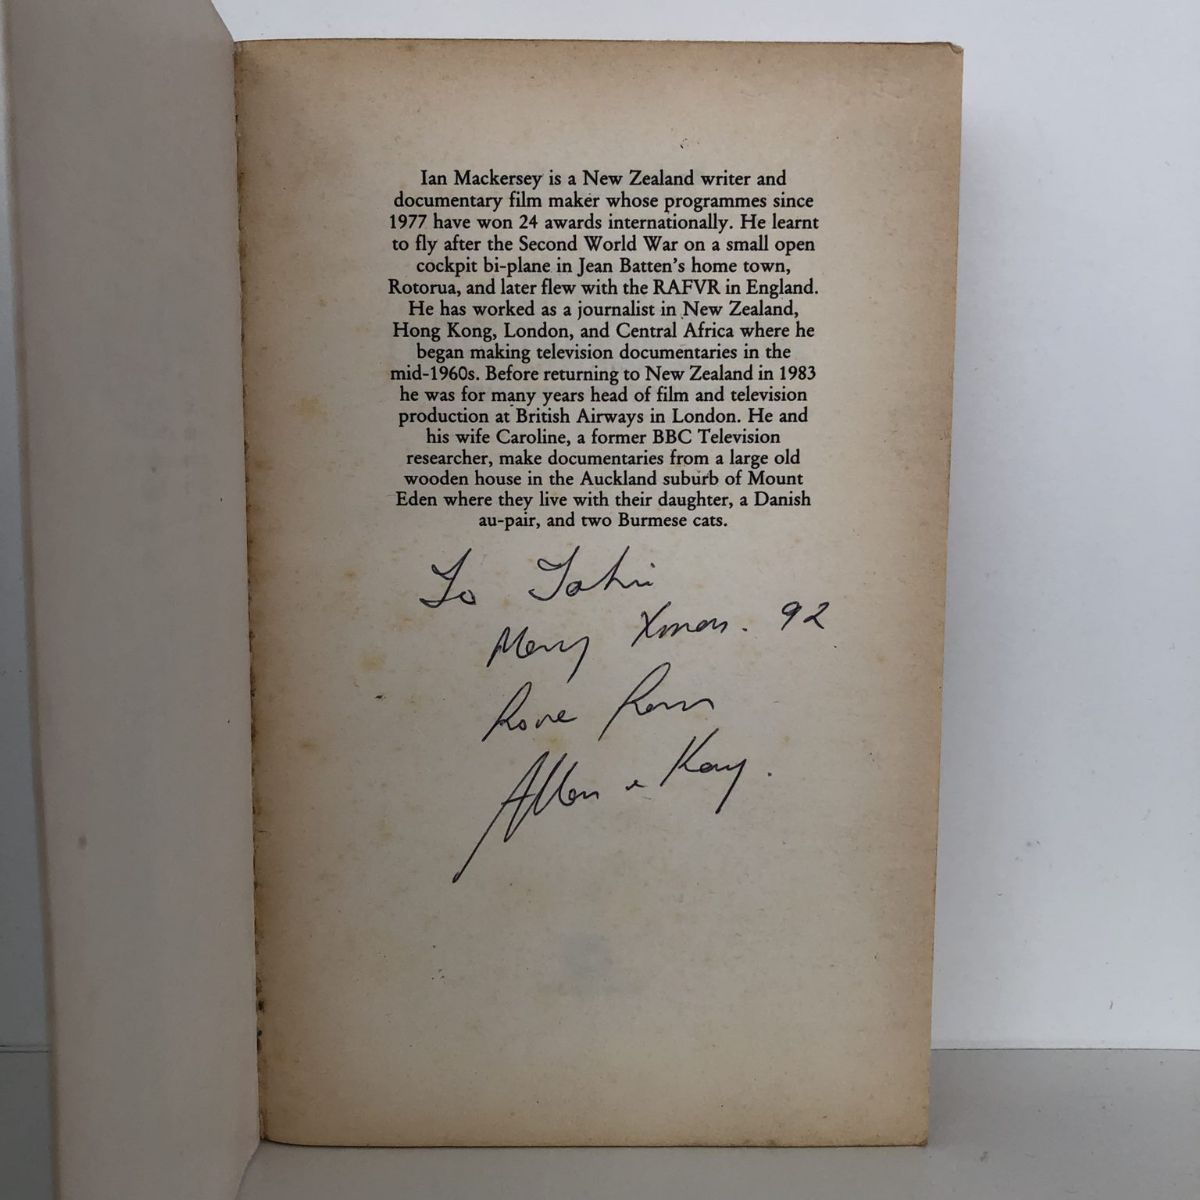 Ian Mackersey is a New Zealand writer and
documentary film maker whose programmes since
1977 have won 24 awards internationally. He learnt
to fly after the Second World War on a small open
cockpit bi-plane in Jean Batten's home town,
Rotorua, and later flew with the RAFVR in England.
He has worked as a journalist in New Zealand,
Hong Kong, London, and Central Africa where he
began making television documentaries in the
mid-1960s. Before returning to New Zealand in 1983
he was for many years head of film and television
production at British Airways in London. He and
his wife Caroline, a former BBC Television
researcher, make documentaries from a large old
wooden house in the Auckland suburb of Mount
Eden where they live with their daughter, a Danish
au-pair, and two Burmese cats.
To
Merry Xmas. 92
Love From
Allan & Kay.